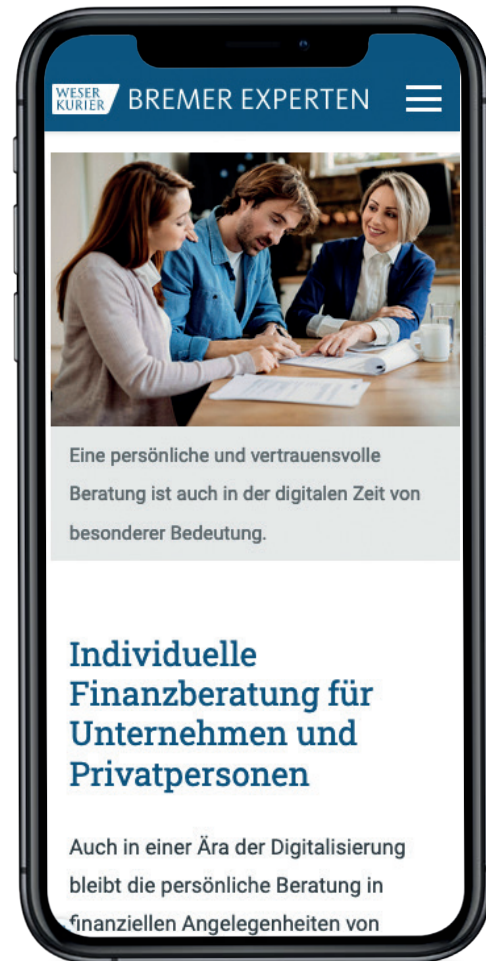 WESER
KURIER
BREMER EXPERTEN
Eine persönliche und vertrauensvolle
Beratung ist auch in der digitalen Zeit von
besonderer Bedeutung.
Individuelle
Finanzberatung für
Unternehmen und
Privatpersonen
Auch in einer Ära der Digitalisierung
bleibt die persönliche Beratung in
finanziellen Angelegenheiten von